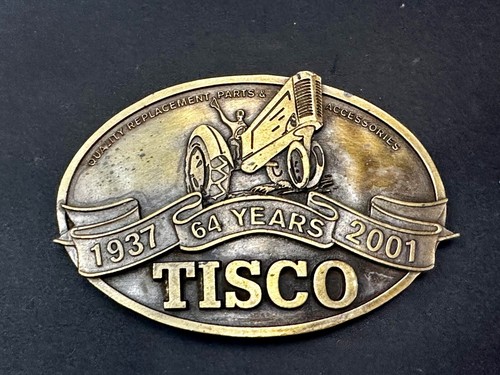 QUALITY REPLACEMENT PARTS & ACCESSORIES
1937 64 YEARS 2001
TISCO